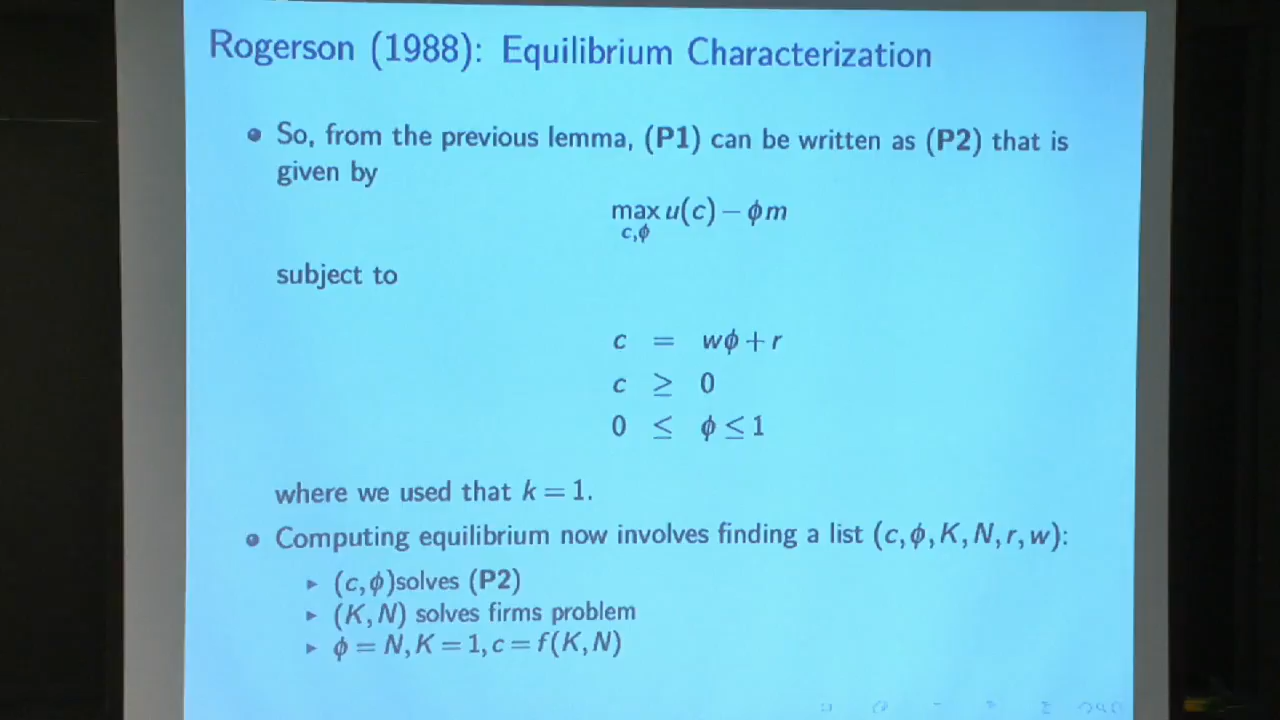 Rogerson (1988): Equilibrium Characterization
So, from the previous lemma, (P1) can be written as (P2) that is
given by
max u(c) − ϕm
c,ϕ
subject to
c = wϕ + r
c ≥ 0
0 ≤ ϕ ≤ 1
where we used that k = 1.
Computing equilibrium now involves finding a list (c, ϕ, K, N, r, w):
(c, ϕ)solves (P2)
(K, N) solves firms problem
ϕ = N, K = 1, c = f(K, N)